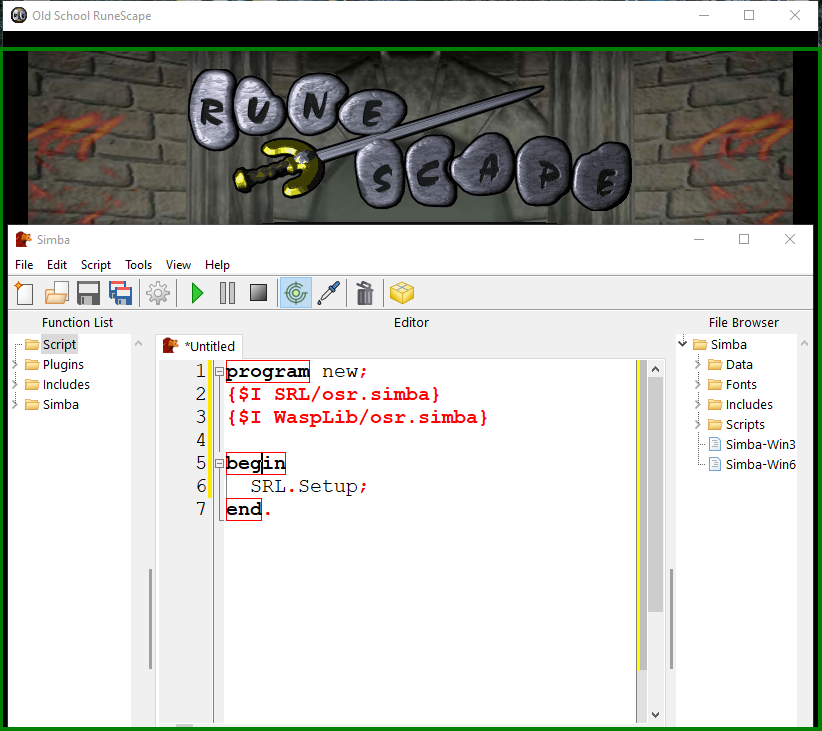 Old School RuneScape
RUNE
SCAPE
Simba
File Edit Script Tools View Help
Function List
Editor
File Browser
Script
Plugins
Includes
Simba
*Untitled
1 program new;
2 {$I SRL/osr.simba}
3 {$I WaspLib/osr.simba}
4
5 begin
6 SRL.Setup;
7 end.
Simba
Data
Fonts
Includes
Scripts
Simba-Win3
Simba-Win6